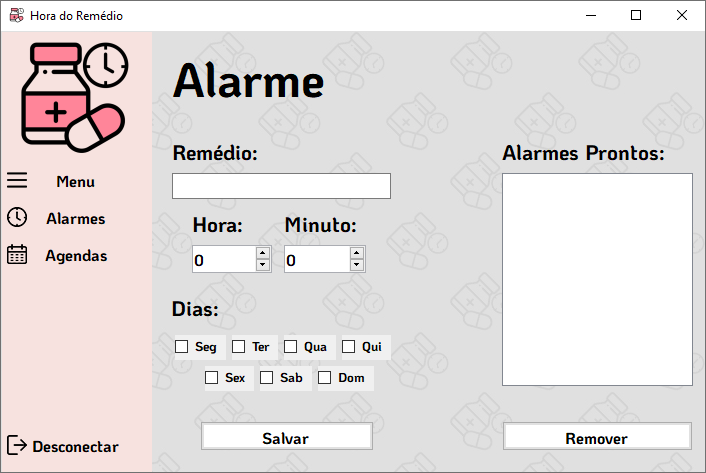 Hora do Remédio
Alarme
Remédio:
Alarmes Prontos:
Menu
Alarmes
Agendas
Hora: Minuto:
0 0
Dias:
Seg Ter Qua Qui
Sex Sab Dom
Salvar
Remover
Desconectar